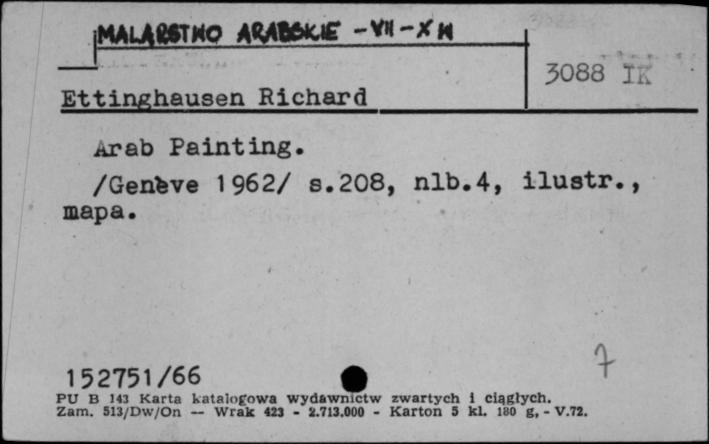 MALARSTWO ARABSKIE - VII - X W
3088 IK
Ettinghausen Richard
Arab Painting.
/Genève 1962/ s.208, nlb.4, ilustr.,
mapa.
7
152751/66
PU B 143 Karta katalogowa wydawnictw zwartych i ciągłych.
Zam. 513/Dw/On — Wrak 423 - 2.713.000 - Karton 5 kl. 180 g, - V.72.